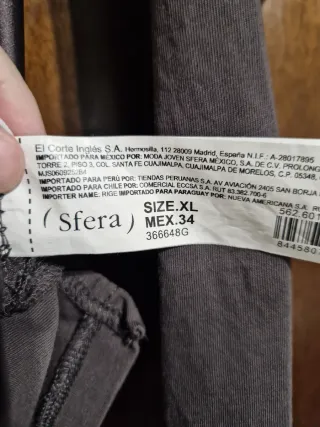 El Corte Inglés S.A. Hermosilla, 112 28009 Madrid, España N.I.F.: A-28017895
IMPORTADO PARA MÉXICO POR: MODA JOVEN SFERA MÉXICO, S.A. DE C.V. PROLONG
TORRE 2, PISO 3, COL. SANTA FE CUAJIMALPA, CUAJIMALPA DE MORELOS, C.P. 05348,
IMPORTADO PARA PERÚ POR: TIENDAS PERUANAS S.A. AV AVIACIÓN 2405 SAN BORJA
IMPORTADO PARA CHILE POR: COMERCIAL ECCSA S.A. RUT 83.382.700-6
IMPORTER NAME: RIGE IMPORTADO PARA PARAGUAY POR: NUEVA AMERICANA S.A. RU
(Sfera)
SIZE.XL
MEX.34
366648G
562.601
844580